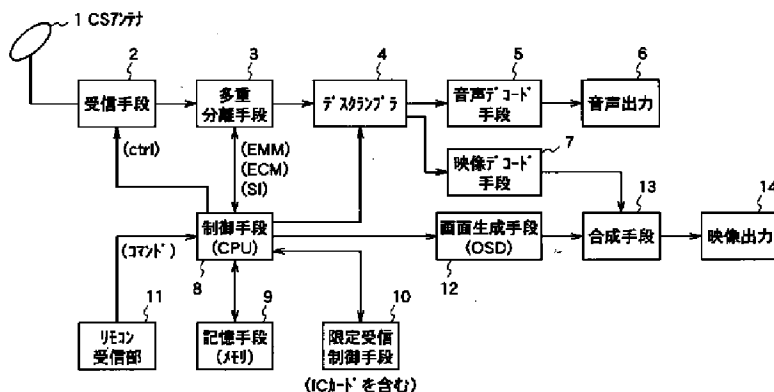 1 CSアンテナ
2
受信手段
3
多重
分離手段
4
デスクランブラ
5
音声デコード
手段
6
音声出力
(ctrl)
(EMM)
(ECM)
(SI)
7
映像デコード
手段
(コマンド)
制御手段
(CPU)
8
画面生成手段
(OSD)
12
13
合成手段
14
映像出力
11
リモコン
受信部
9
記憶手段
(メモリ)
10
限定受信
制御手段
(ICカードを含む)